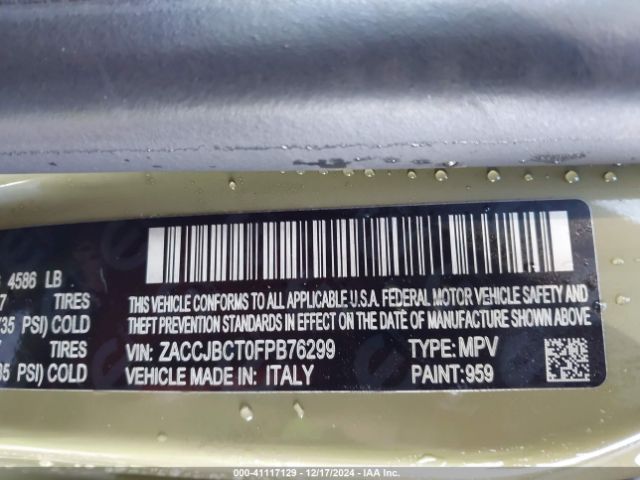 4586 LB
TIRES
35 PSI) COLD
TIRES
35 PSI) COLD
THIS VEHICLE CONFORMS TO ALL APPLICABLE U.S.A. FEDERAL MOTOR VEHICLE SAFETY AND
THEFT PREVENTION STANDARDS IN EFFECT ON THE DATE OF MANUFACTURE SHOWN ABOVE.
VIN: ZACCJBCT0FPB76299 TYPE: MPV
VEHICLE MADE IN: ITALY PAINT:959
000-41117129 - 12/17/2024 - IAA Inc.